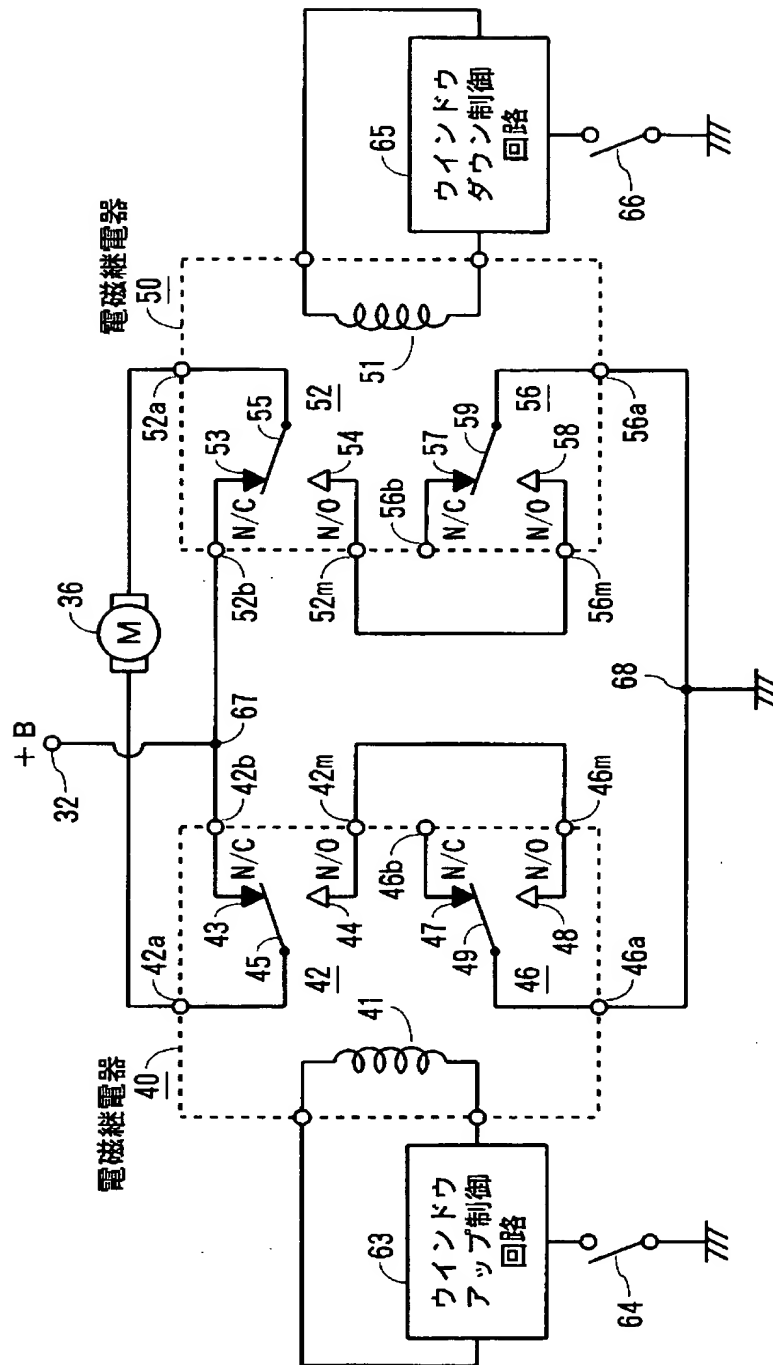 +B
32
36
M
67
電磁継電器
40
42a
42b
43
N/C
45
42
44
N/O
42m
41
46b
47
N/C
49
46
48
N/O
46m
46a
63
ウインドウ
アップ制御
回路
64
電磁継電器
50
52a
52b
53
N/C
55
52
54
N/O
52m
51
56b
57
N/C
59
56
58
N/O
56m
56a
65
ウインドウ
ダウン制御
回路
66
68